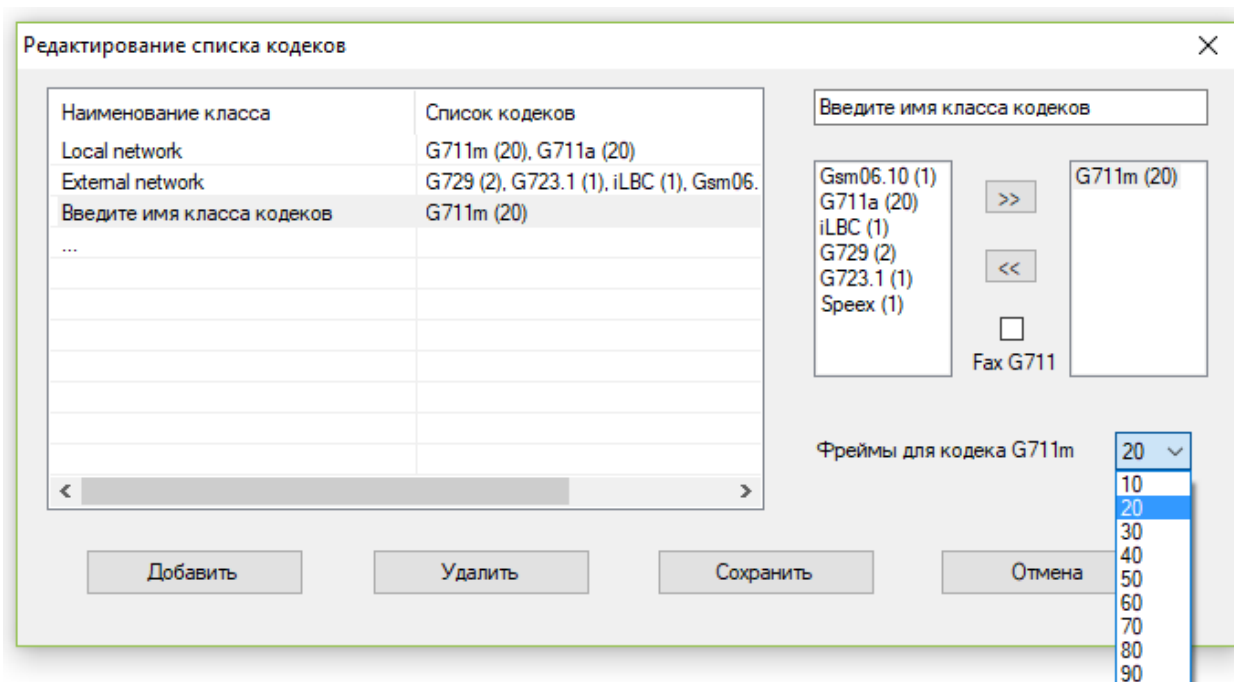 Редактирование списка кодеков
Наименование класса Список кодеков
Local network G711m (20), G711a (20)
External network G729 (2), G723.1 (1), iLBC (1), Gsm06.
Введите имя класса кодеков G711m (20)
...
Введите имя класса кодеков
Gsm06.10 (1)
G711a (20)
iLBC (1)
G729 (2)
G723.1 (1)
Speex (1)
>>
<<
Fax G711
G711m (20)
Фреймы для кодека G711m 20
10
20
30
40
50
60
70
80
90
Добавить Удалить Сохранить Отмена